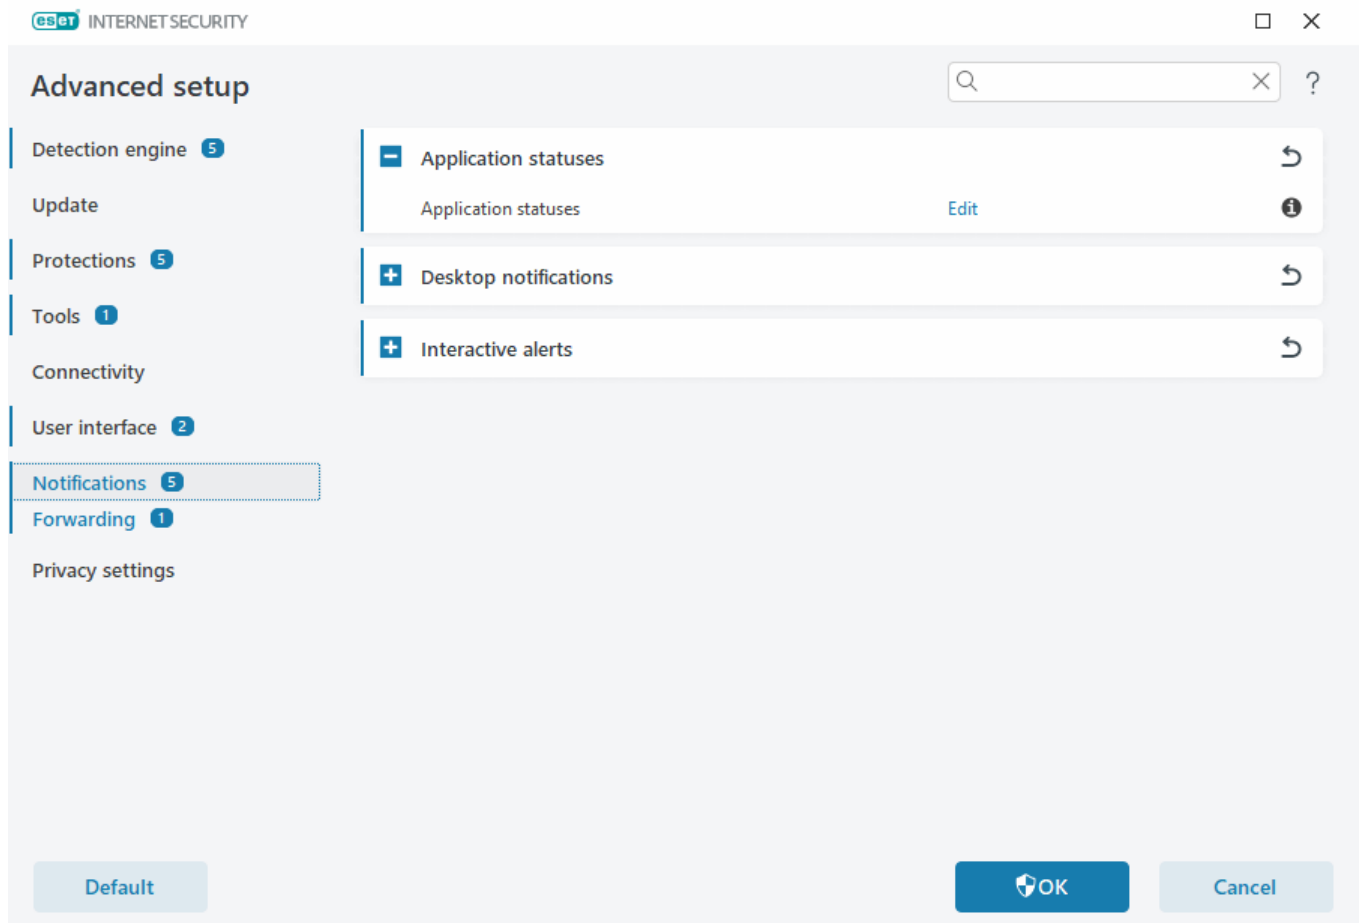 eset INTERNET SECURITY
Advanced setup
?
Detection engine 5
Update
Protections 5
Tools 1
Connectivity
User interface 2
Notifications 5
Forwarding 1
Privacy settings
Application statuses
Application statuses Edit
Desktop notifications
Interactive alerts
Default
OK
Cancel